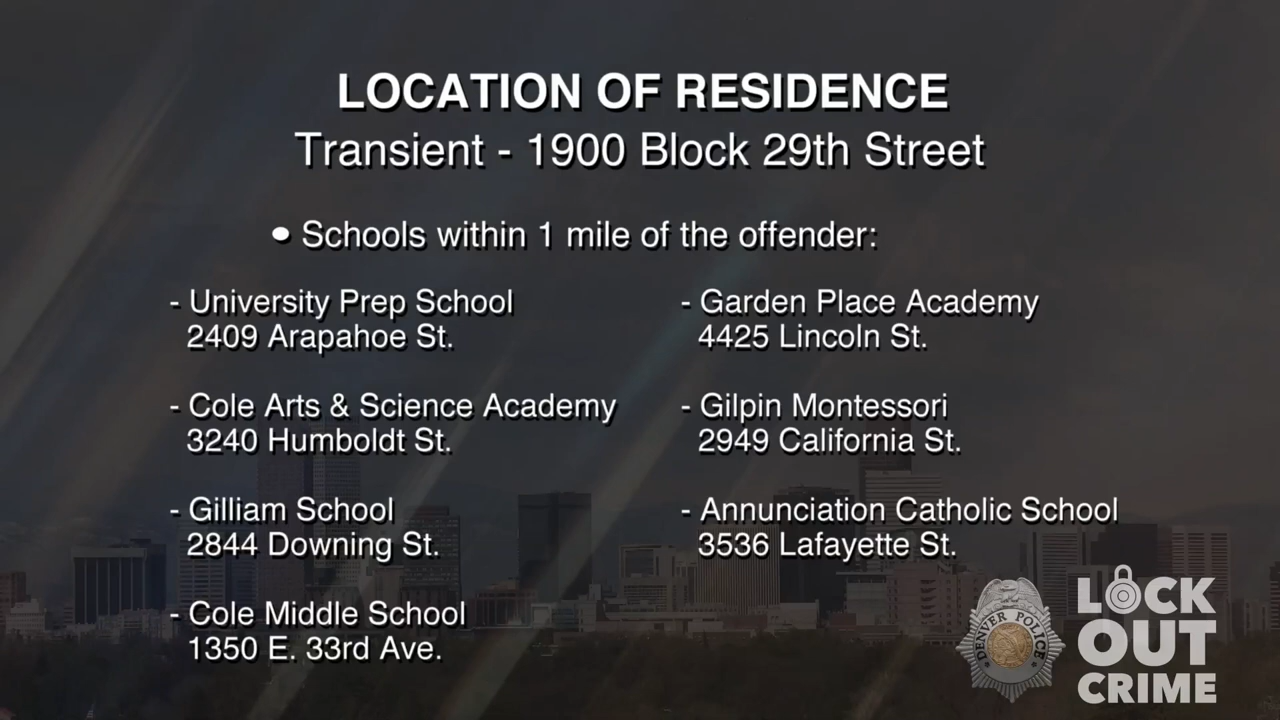 LOCATION OF RESIDENCE
Transient - 1900 Block 29th Street
• Schools within 1 mile of the offender:
- University Prep School
2409 Arapahoe St.
- Cole Arts & Science Academy
3240 Humboldt St.
- Gilliam School
2844 Downing St.
- Cole Middle School
1350 E. 33rd Ave.
- Garden Place Academy
4425 Lincoln St.
- Gilpin Montessori
2949 California St.
- Annunciation Catholic School
3536 Lafayette St.
DENVER POLICE
LOCK
OUT
CRIME